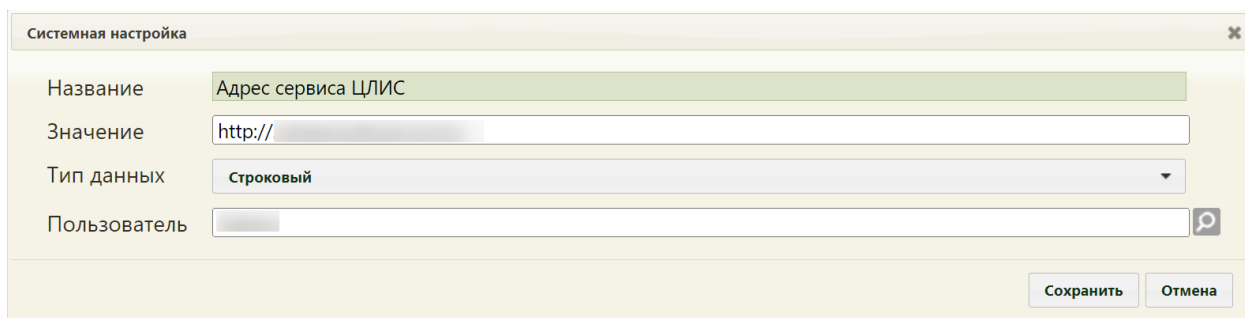 Системная настройка
Название Адрес сервиса ЦЛИС
Значение http://
Тип данных Строковый
Пользователь
Сохранить Отмена